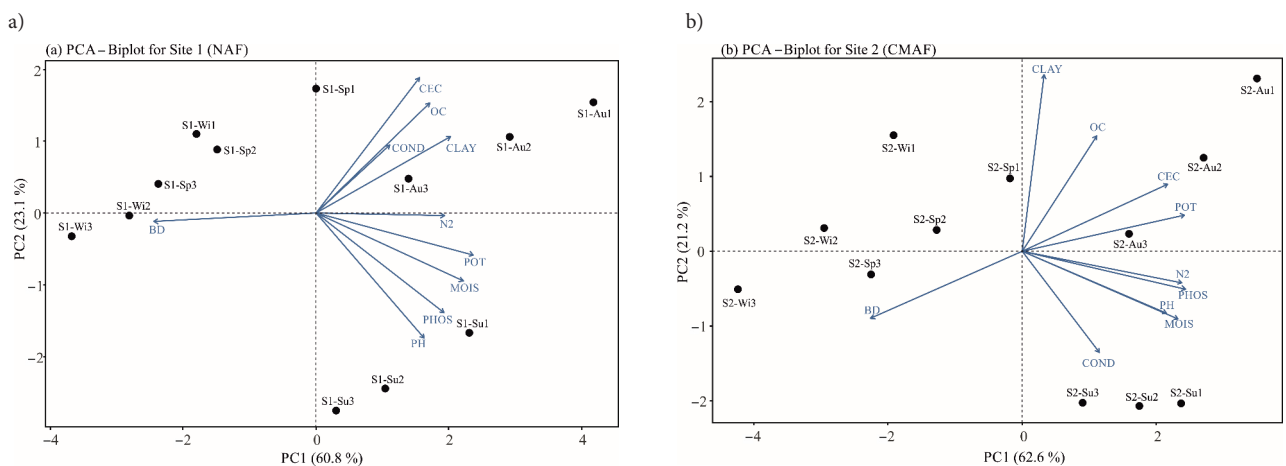 a)
(a) PCA – Biplot for Site 1 (NAF)
2
1
0
−1
−2
PC2 (23.1 %)
−4
−2
0
2
4
PC1 (60.8 %)
CEC
OC
COND
CLAY
BD
N2
POT
MOIS
PHOS
PH
S1-Sp1
S1-Au1
S1-Au2
S1-Wi1
S1-Sp2
S1-Sp3
S1-Au3
S1-Wi2
S1-Wi3
S1-Su1
S1-Su2
S1-Su3
b)
(b) PCA –Biplot for Site 2 (CMAF)
2
1
0
−1
−2
PC2 (21.2 %)
−4
−2
0
2
PC1 (62.6 %)
CLAY
OC
CEC
POT
N2
PHOS
PH
MOIS
BD
COND
S2-Au1
S2-Wi1
S2-Au2
S2-Sp1
S2-Wi2
S2-Sp2
S2-Au3
S2-Sp3
S2-Wi3
S2-Su3
S2-Su2
S2-Su1